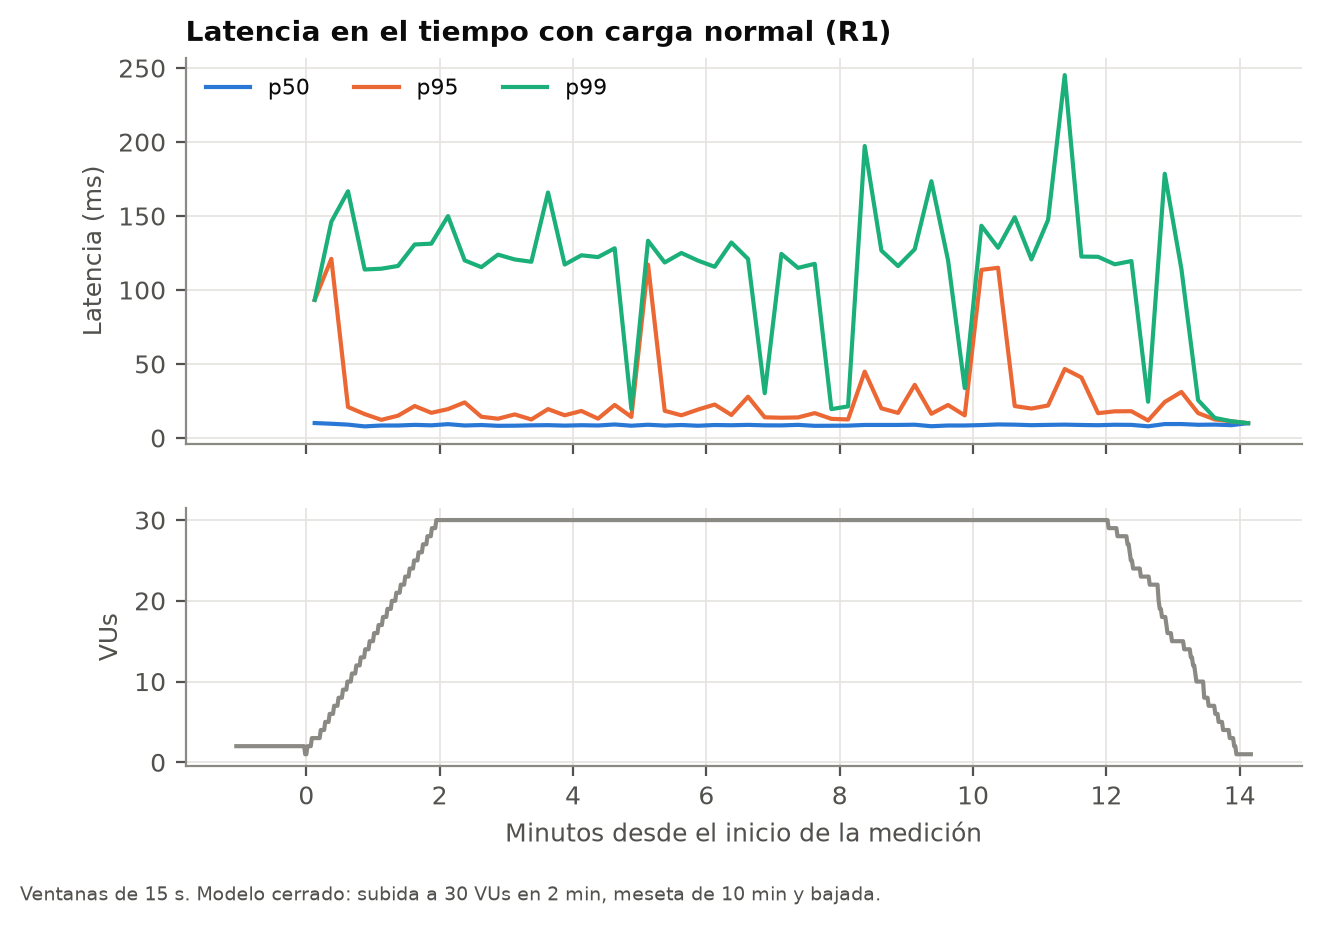 Latencia en el tiempo con carga normal (R1)
p50 p95 p99
250
200
150
100
50
0
Latencia (ms)
30
20
10
0
VUs
0 2 4 6 8 10 12 14
Minutos desde el inicio de la medición
Ventanas de 15 s. Modelo cerrado: subida a 30 VUs en 2 min, meseta de 10 min y bajada.